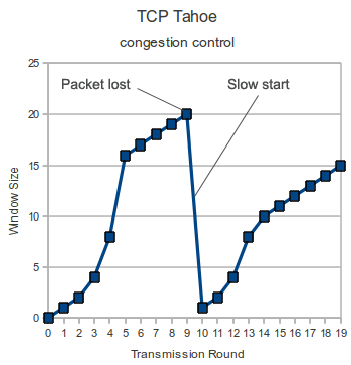 TCP Tahoe
congestion control
25
Packet lost
Slow start
20
15
10
5
0
Window Size
0 1 2 3 4 5 6 7 8 9 10 11 12 13 14 15 16 17 18 19
Transmission Round